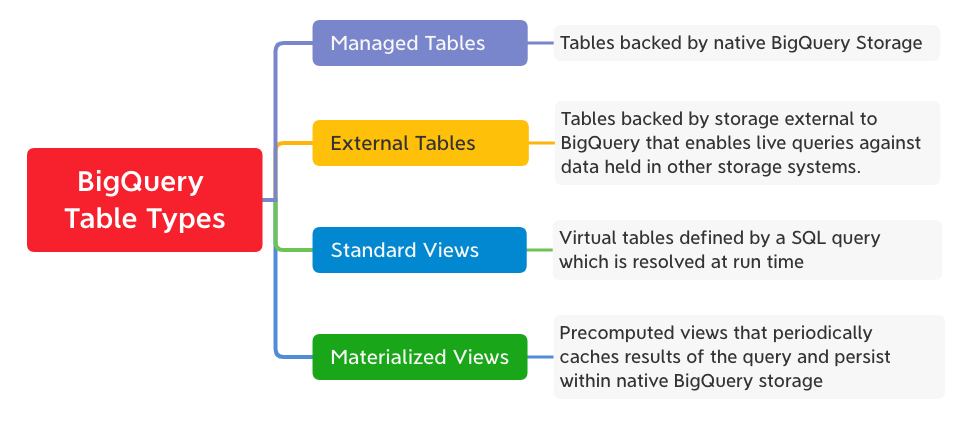 BigQuery
Table Types
Managed Tables
Tables backed by native BigQuery Storage
External Tables
Tables backed by storage external to
BigQuery that enables live queries against
data held in other storage systems.
Standard Views
Virtual tables defined by a SQL query
which is resolved at run time
Materialized Views
Precomputed views that periodically
caches results of the query and persist
within native BigQuery storage